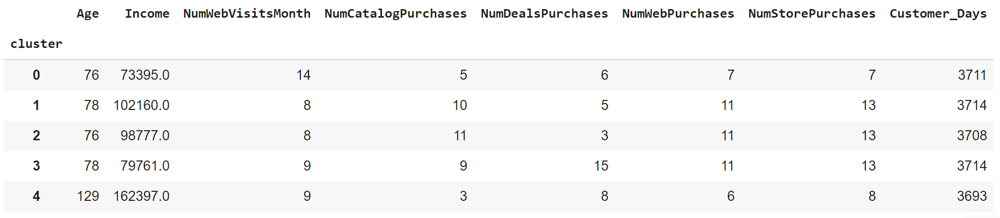 Age Income NumWebVisitsMonth NumCatalogPurchases NumDealsPurchases NumWebPurchases NumStorePurchases Customer_Days
cluster
0 76 73395.0 14 5 6 7 7 3711
1 78 102160.0 8 10 5 11 13 3714
2 76 98777.0 8 11 3 11 13 3708
3 78 79761.0 9 9 15 11 13 3714
4 129 162397.0 9 3 8 6 8 3693